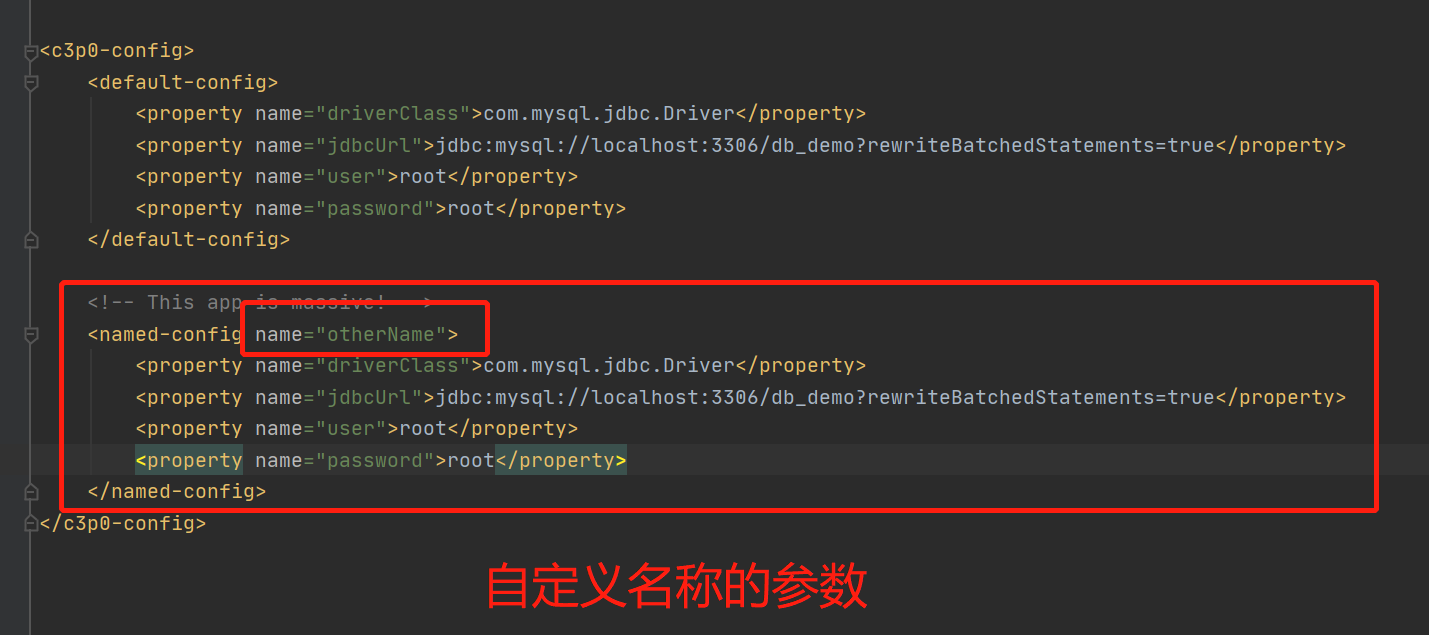 <c3p0-config>
<default-config>
<property name="driverClass">com.mysql.jdbc.Driver</property>
<property name="jdbcUrl">jdbc:mysql://localhost:3306/db_demo?rewriteBatchedStatements=true</property>
<property name="user">root</property>
<property name="password">root</property>
</default-config>
<!-- This app is massive! -->
<named-config name="otherName">
<property name="driverClass">com.mysql.jdbc.Driver</property>
<property name="jdbcUrl">jdbc:mysql://localhost:3306/db_demo?rewriteBatchedStatements=true</property>
<property name="user">root</property>
<property name="password">root</property>
</named-config>
</c3p0-config>
自定义名称的参数